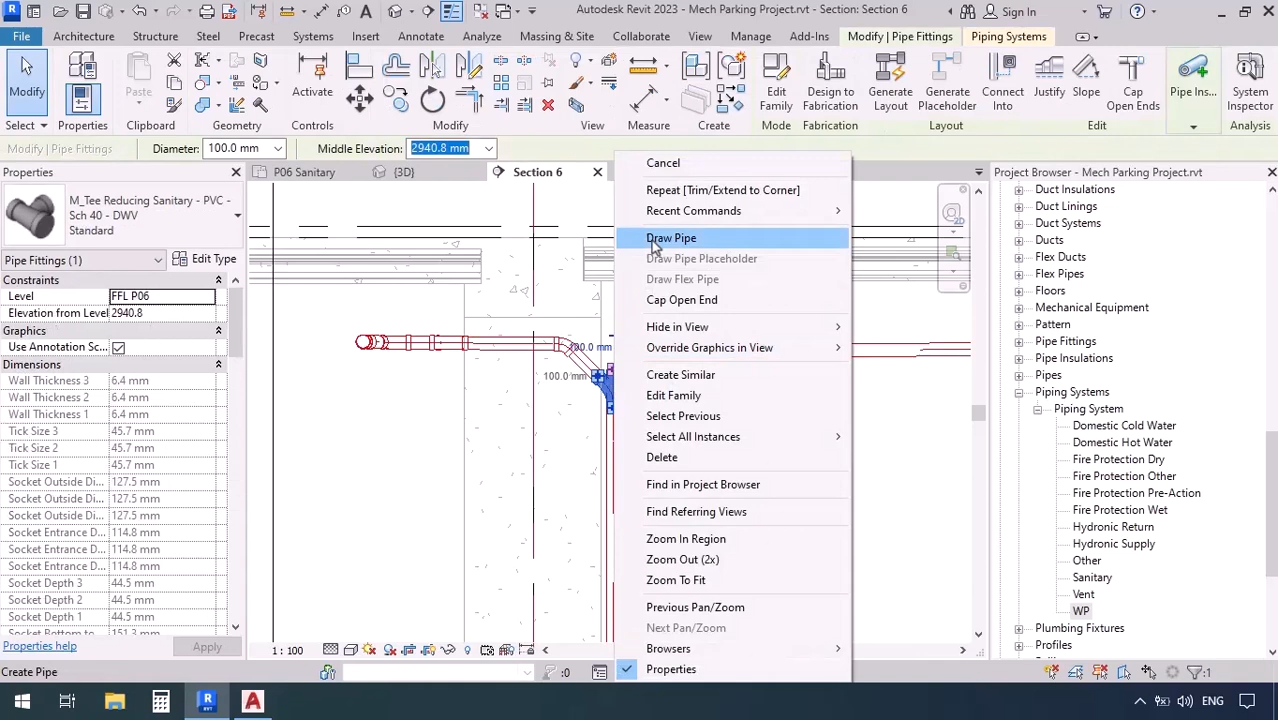 Autodesk Revit 2023 - Mech Parking Project.rvt - Section: Section 6
Sign In
File Architecture Structure Steel Precast Systems Insert Annotate Analyze Massing & Site Collaborate View Manage Add-Ins Modify | Pipe Fittings Piping Systems
Modify Paste Activate Edit Family Design to Fabrication Generate Layout Generate Placeholder Connect Into Justify Slope Cap Open Ends Pipe Ins... System Inspector
Select Properties Clipboard Geometry Controls Modify View Measure Create Mode Fabrication Layout Edit Analysis
Modify | Pipe Fittings Diameter: 100.0 mm Middle Elevation: 2940.8 mm
Properties
M_Tee Reducing Sanitary - PVC - Sch 40 - DWV
Standard
Pipe Fittings (1) Edit Type
Constraints
Level FFL P06
Elevation from Level 2940.8
Graphics
Use Annotation Sc...
Dimensions
Wall Thickness 3 6.4 mm
Wall Thickness 2 6.4 mm
Wall Thickness 1 6.4 mm
Tick Size 3 45.7 mm
Tick Size 2 45.7 mm
Tick Size 1 45.7 mm
Socket Outside Di... 127.5 mm
Socket Outside Di... 127.5 mm
Socket Outside Di... 127.5 mm
Socket Entrance D... 114.8 mm
Socket Entrance D... 114.8 mm
Socket Entrance D... 114.8 mm
Socket Depth 3 44.5 mm
Socket Depth 2 44.5 mm
Socket Depth 1 44.5 mm
Socket Bottom to 151.3 mm
Properties help Apply
Create Pipe
P06 Sanitary {3D} Section 6
100.0 mm
1 : 100
:0
Cancel
Repeat [Trim/Extend to Corner]
Recent Commands
Draw Pipe
Draw Pipe Placeholder
Draw Flex Pipe
Cap Open End
Hide in View
Override Graphics in View
Create Similar
Edit Family
Select Previous
Select All Instances
Delete
Find in Project Browser
Find Referring Views
Zoom In Region
Zoom Out (2x)
Zoom To Fit
Previous Pan/Zoom
Next Pan/Zoom
Browsers
Properties
Project Browser - Mech Parking Project.rvt
Duct Insulations
Duct Linings
Duct Systems
Ducts
Flex Ducts
Flex Pipes
Floors
Mechanical Equipment
Pattern
Pipe Fittings
Pipe Insulations
Pipes
Piping Systems
Piping System
Domestic Cold Water
Domestic Hot Water
Fire Protection Dry
Fire Protection Other
Fire Protection Pre-Action
Fire Protection Wet
Hydronic Return
Hydronic Supply
Other
Sanitary
Vent
WP
Plumbing Fixtures
Profiles
:1
ENG